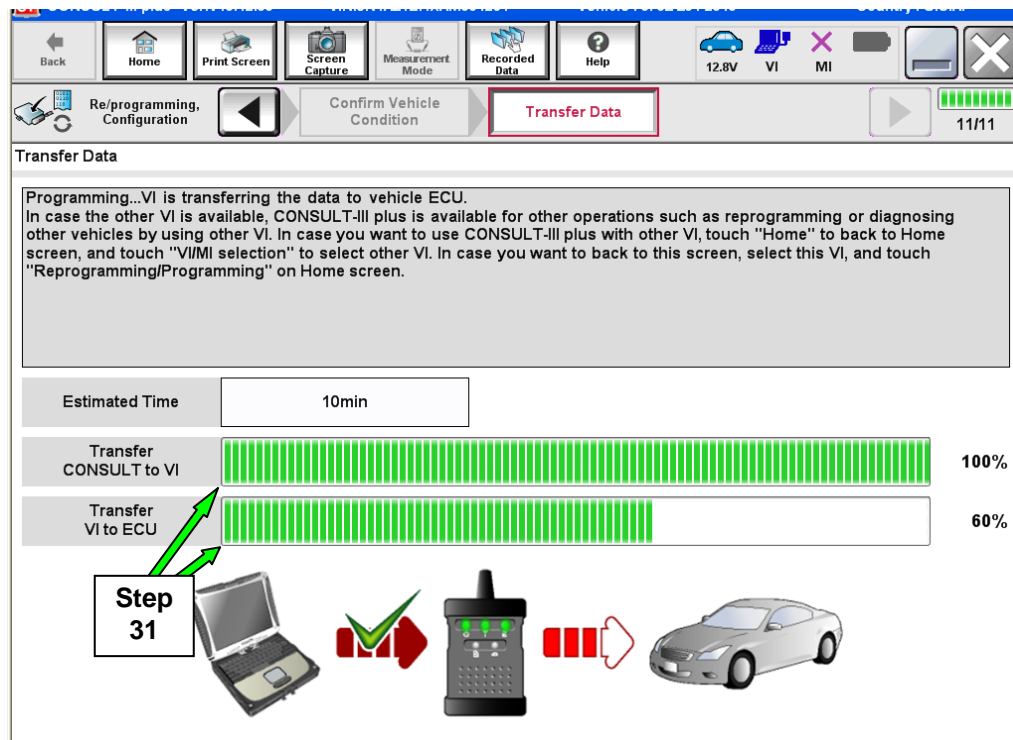 Back
Home
Print Screen
Screen
Capture
Measurement
Mode
Recorded
Data
Help
12.8V
VI
MI
Re/programming,
Configuration
Confirm Vehicle
Condition
Transfer Data
11/11
Transfer Data
Programming...VI is transferring the data to vehicle ECU.
In case the other VI is available, CONSULT-III plus is available for other operations such as reprogramming or diagnosing
other vehicles by using other VI. In case you want to use CONSULT-III plus with other VI, touch "Home" to back to Home
screen, and touch "VI/MI selection" to select other VI. In case you want to back to this screen, select this VI, and touch
"Reprogramming/Programming" on Home screen.
Estimated Time
10min
Transfer
CONSULT to VI
100%
Transfer
VI to ECU
60%
Step
31